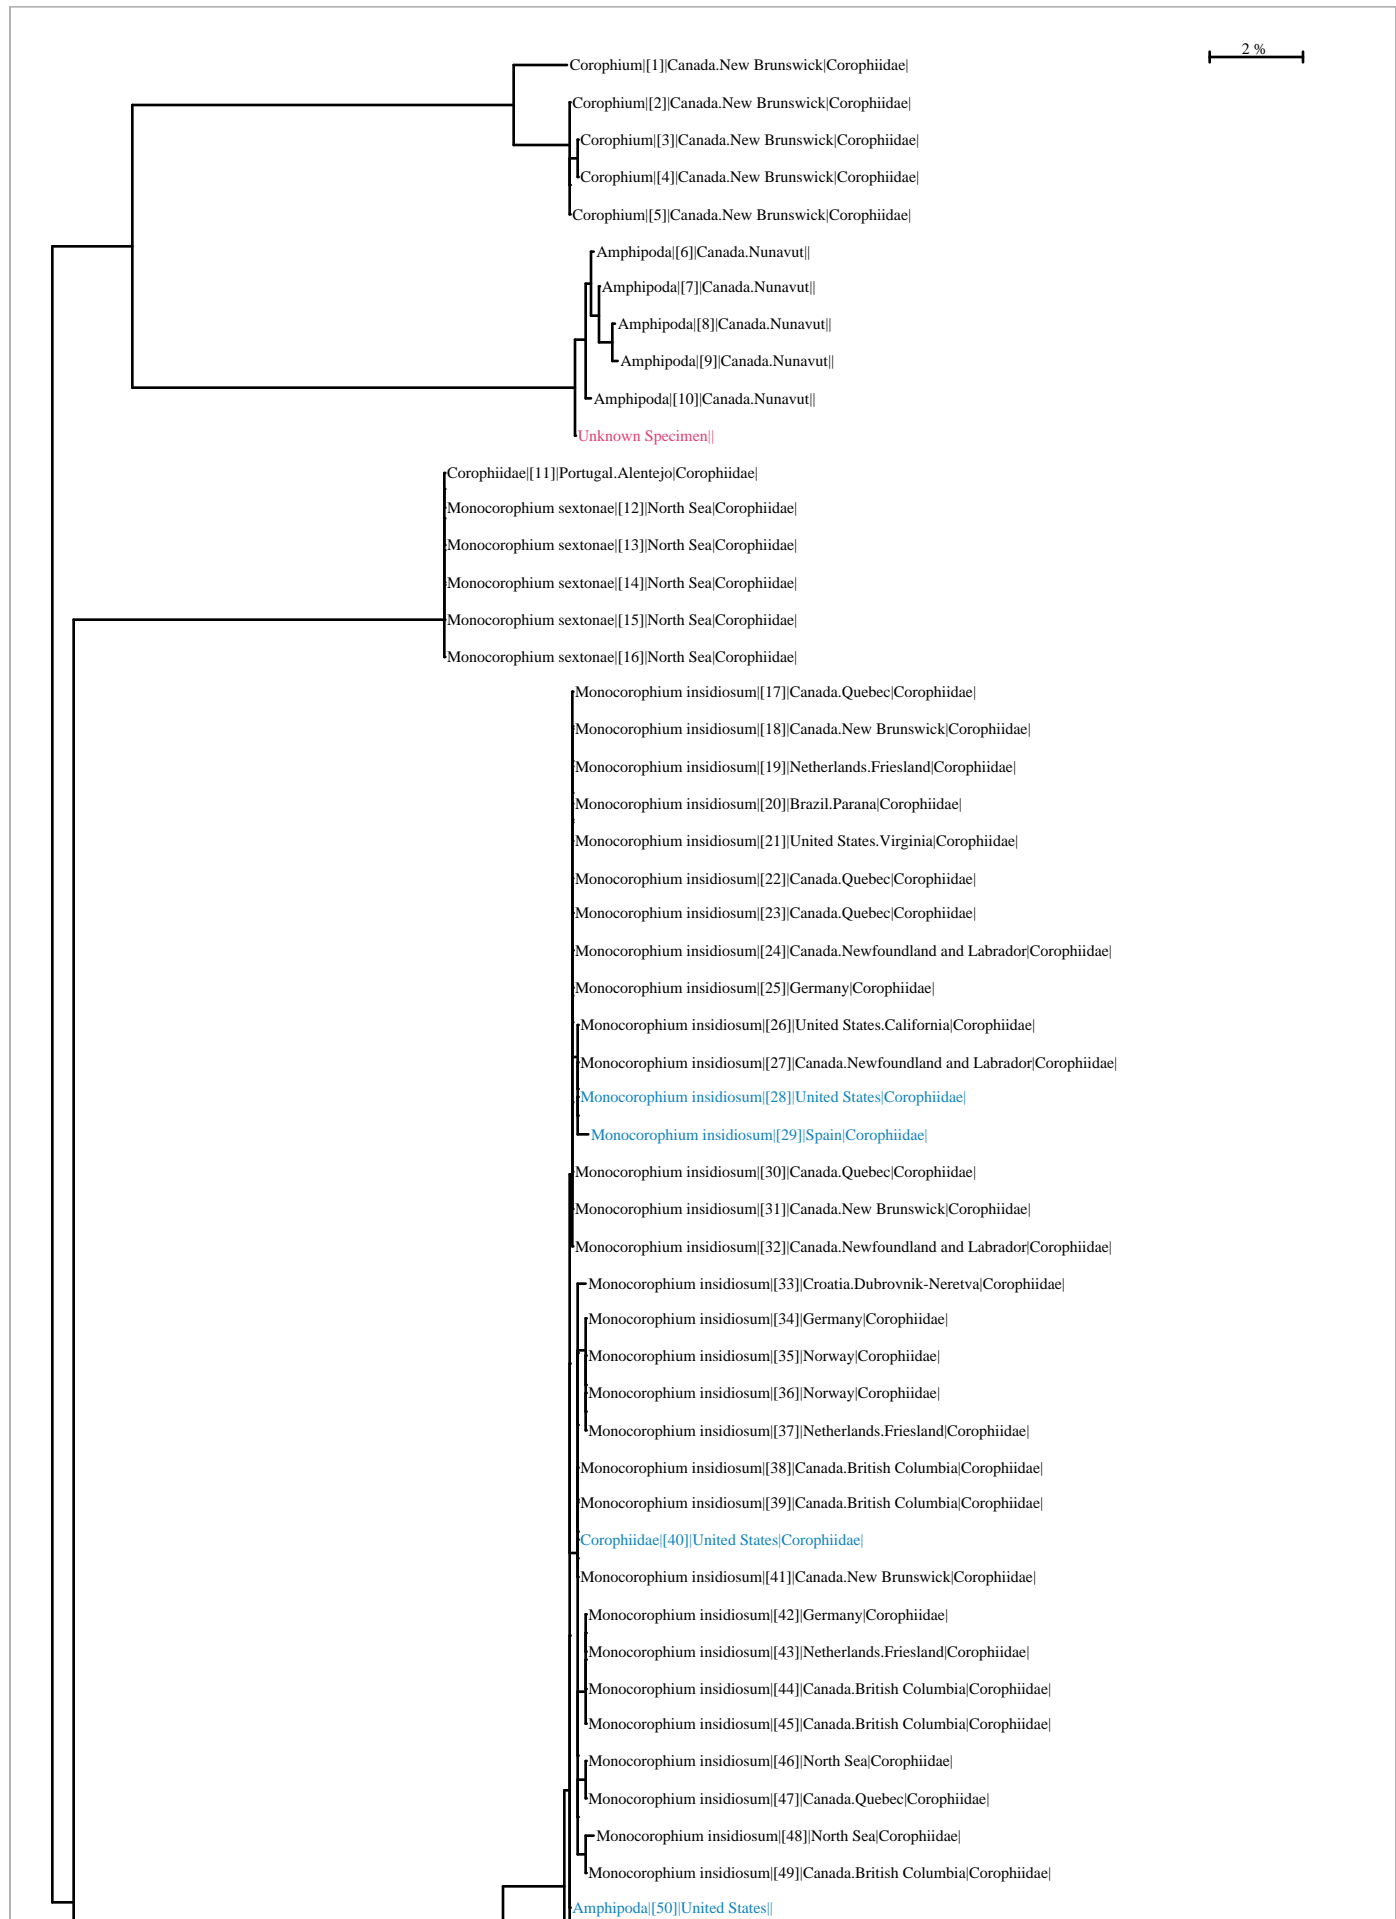 2 %
Corophium|[1]|Canada.New Brunswick|Corophiidae|
Corophium|[2]|Canada.New Brunswick|Corophiidae|
Corophium|[3]|Canada.New Brunswick|Corophiidae|
Corophium|[4]|Canada.New Brunswick|Corophiidae|
Corophium|[5]|Canada.New Brunswick|Corophiidae|
Amphipoda|[6]|Canada.Nunavut||
Amphipoda|[7]|Canada.Nunavut||
Amphipoda|[8]|Canada.Nunavut||
Amphipoda|[9]|Canada.Nunavut||
Amphipoda|[10]|Canada.Nunavut||
Unknown Specimen||
Corophiidae|[11]|Portugal.Alentejo|Corophiidae|
Monocorophium sextonae|[12]|North Sea|Corophiidae|
Monocorophium sextonae|[13]|North Sea|Corophiidae|
Monocorophium sextonae|[14]|North Sea|Corophiidae|
Monocorophium sextonae|[15]|North Sea|Corophiidae|
Monocorophium sextonae|[16]|North Sea|Corophiidae|
Monocorophium insidiosum|[17]|Canada.Quebec|Corophiidae|
Monocorophium insidiosum|[18]|Canada.New Brunswick|Corophiidae|
Monocorophium insidiosum|[19]|Netherlands.Friesland|Corophiidae|
Monocorophium insidiosum|[20]|Brazil.Parana|Corophiidae|
Monocorophium insidiosum|[21]|United States.Virginia|Corophiidae|
Monocorophium insidiosum|[22]|Canada.Quebec|Corophiidae|
Monocorophium insidiosum|[23]|Canada.Quebec|Corophiidae|
Monocorophium insidiosum|[24]|Canada.Newfoundland and Labrador|Corophiidae|
Monocorophium insidiosum|[25]|Germany|Corophiidae|
Monocorophium insidiosum|[26]|United States.California|Corophiidae|
Monocorophium insidiosum|[27]|Canada.Newfoundland and Labrador|Corophiidae|
Monocorophium insidiosum|[28]|United States|Corophiidae|
Monocorophium insidiosum|[29]|Spain|Corophiidae|
Monocorophium insidiosum|[30]|Canada.Quebec|Corophiidae|
Monocorophium insidiosum|[31]|Canada.New Brunswick|Corophiidae|
Monocorophium insidiosum|[32]|Canada.Newfoundland and Labrador|Corophiidae|
Monocorophium insidiosum|[33]|Croatia.Dubrovnik-Neretva|Corophiidae|
Monocorophium insidiosum|[34]|Germany|Corophiidae|
Monocorophium insidiosum|[35]|Norway|Corophiidae|
Monocorophium insidiosum|[36]|Norway|Corophiidae|
Monocorophium insidiosum|[37]|Netherlands.Friesland|Corophiidae|
Monocorophium insidiosum|[38]|Canada.British Columbia|Corophiidae|
Monocorophium insidiosum|[39]|Canada.British Columbia|Corophiidae|
Corophiidae|[40]|United States|Corophiidae|
Monocorophium insidiosum|[41]|Canada.New Brunswick|Corophiidae|
Monocorophium insidiosum|[42]|Germany|Corophiidae|
Monocorophium insidiosum|[43]|Netherlands.Friesland|Corophiidae|
Monocorophium insidiosum|[44]|Canada.British Columbia|Corophiidae|
Monocorophium insidiosum|[45]|Canada.British Columbia|Corophiidae|
Monocorophium insidiosum|[46]|North Sea|Corophiidae|
Monocorophium insidiosum|[47]|Canada.Quebec|Corophiidae|
Monocorophium insidiosum|[48]|North Sea|Corophiidae|
Monocorophium insidiosum|[49]|Canada.British Columbia|Corophiidae|
Amphipoda|[50]|United States||